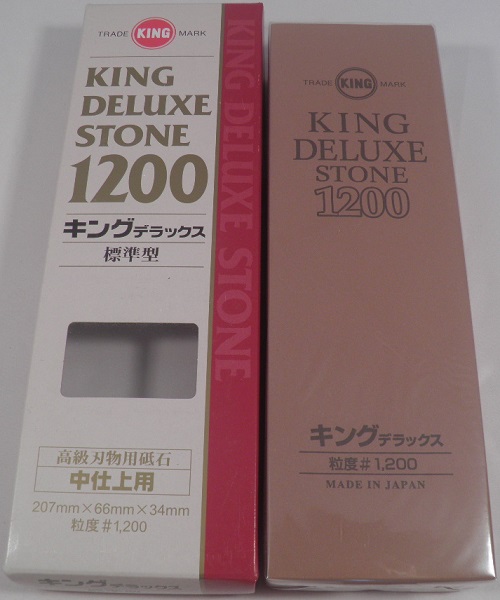 TRADE KING MARK
KING
DELUXE
STONE
1200
キングデラックス
標準型
高級刃物用砥石
中仕上用
207mm×66mm×34mm
粒度#1,200
キングデラックス
KING DELUXE STONE
TRADE KING MARK
KING
DELUXE
STONE
1200
キングデラックス
粒度#1,200
MADE IN JAPAN